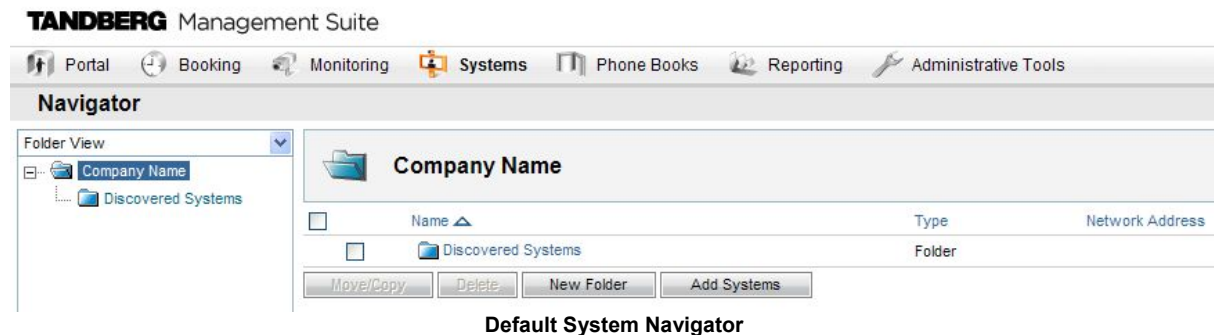 TANDBERG Management Suite
Portal Booking Monitoring Systems Phone Books Reporting Administrative Tools
Navigator
Folder View
Company Name
Discovered Systems
Company Name
Name Type Network Address
Discovered Systems Folder
Move/Copy Delete New Folder Add Systems
Default System Navigator